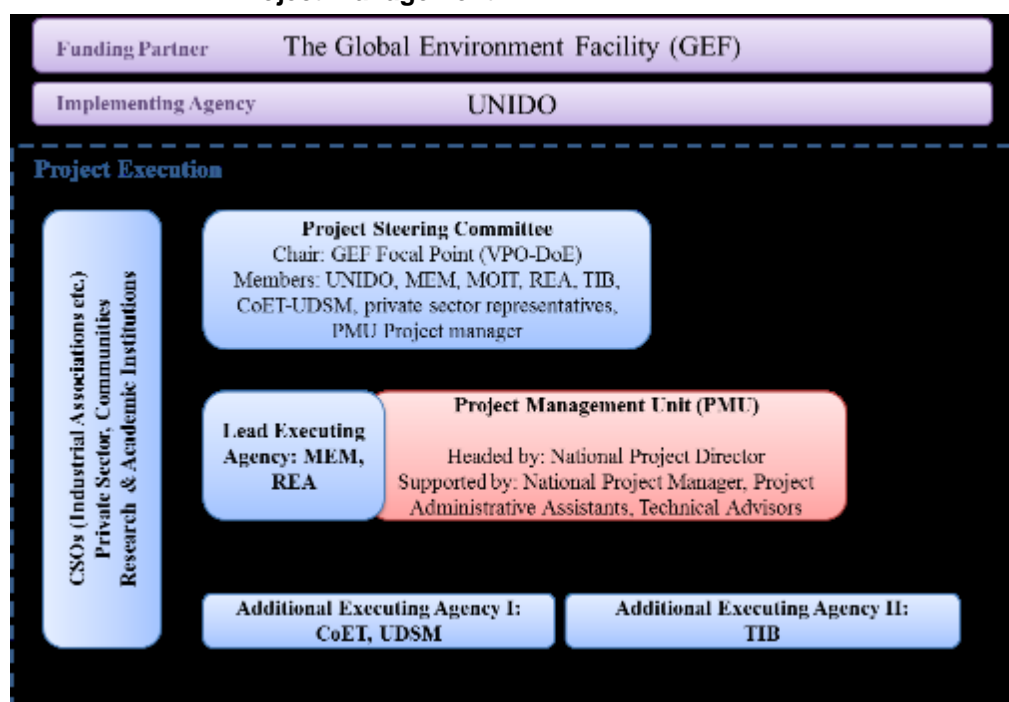 oject Management
Funding Partner The Global Environment Facility (GEF)
Implementing Agency UNIDO
Project Execution
CSOs (Industrial Associations etc.)
Private Sector, Communities
Research & Academic Institutions
Project Steering Committee
Chair: GEF Focal Point (VPO-DoE)
Members: UNIDO, MEM, MOIT, REA, TIB,
CoET-UDSM, private sector representatives,
PMU Project manager
Lead Executing
Agency: MEM,
REA
Project Management Unit (PMU)
Headed by: National Project Director
Supported by: National Project Manager, Project
Administrative Assistants, Technical Advisors
Additional Executing Agency I:
CoET, UDSM
Additional Executing Agency II:
TIB